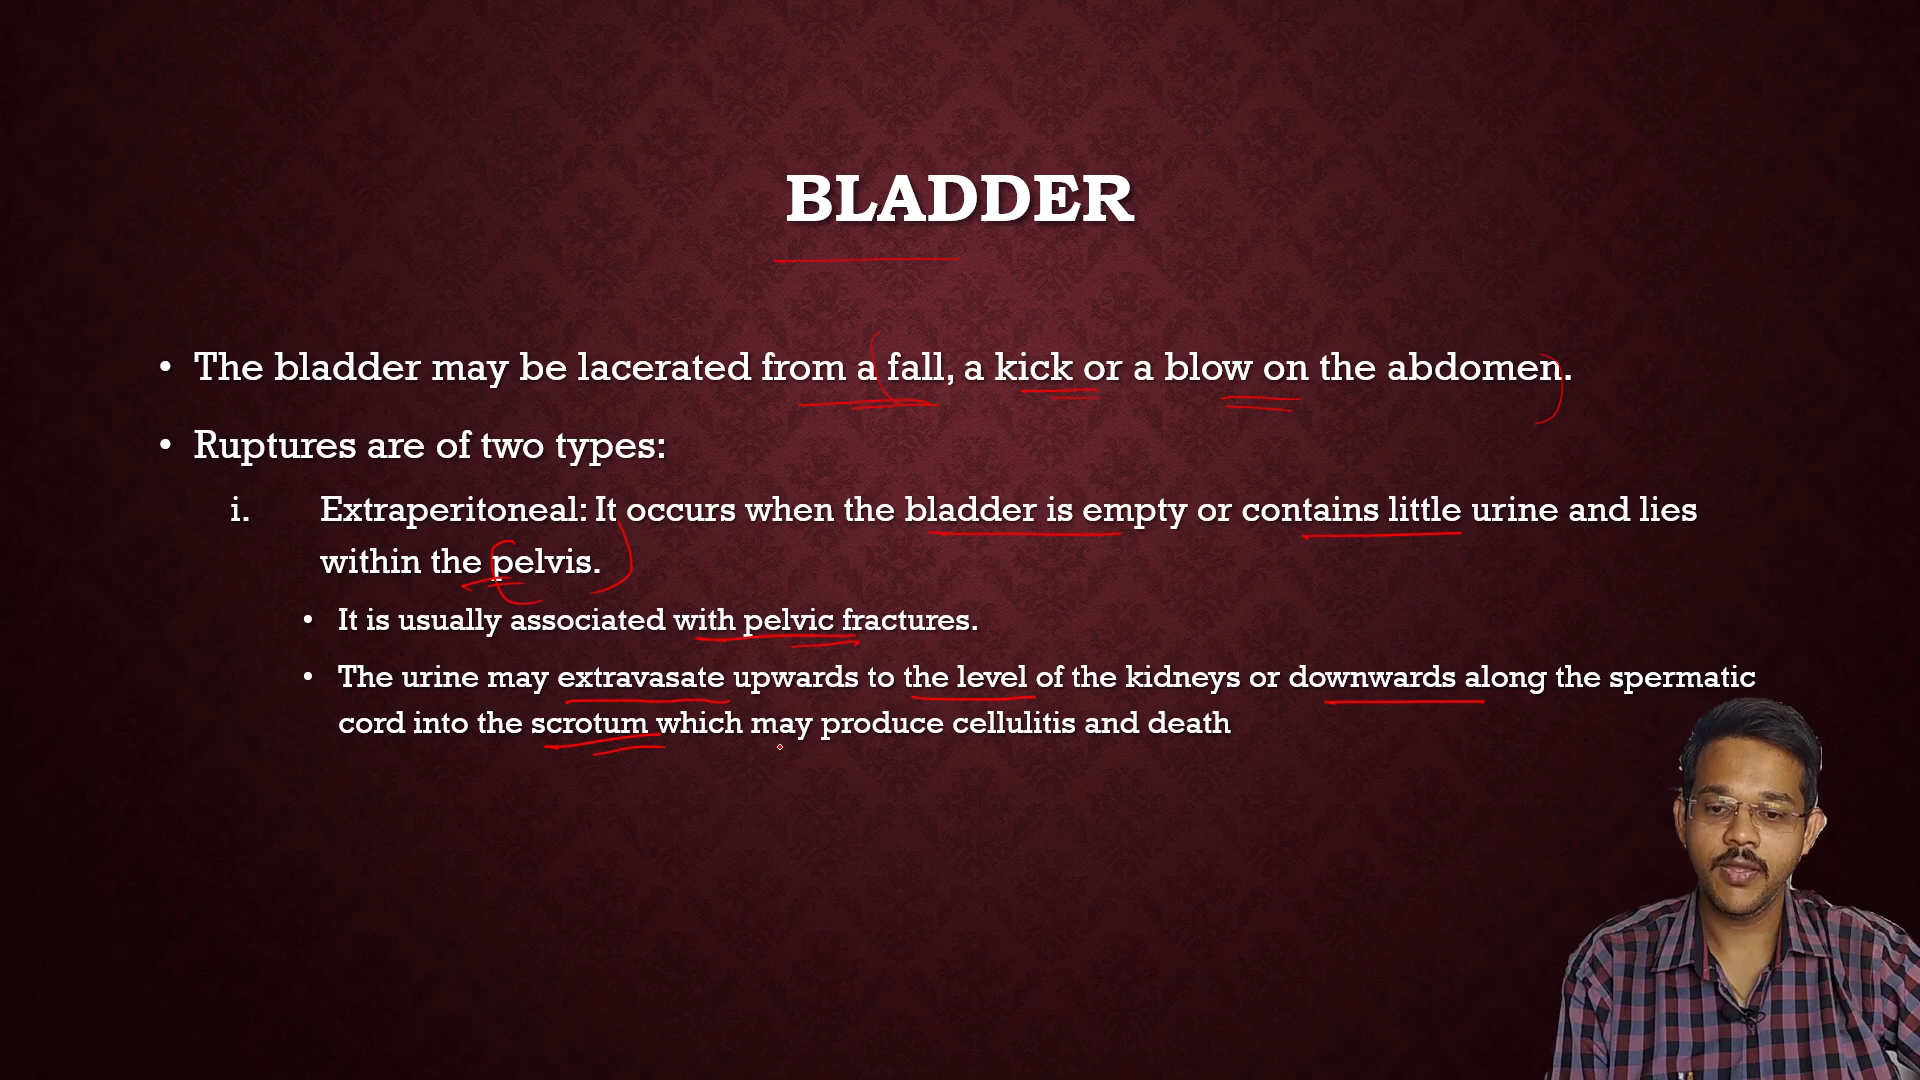 BLADDER
• The bladder may be lacerated from a fall, a kick or a blow on the abdomen.
• Ruptures are of two types:
i. Extraperitoneal: It occurs when the bladder is empty or contains little urine and lies
within the pelvis.
• It is usually associated with pelvic fractures.
• The urine may extravasate upwards to the level of the kidneys or downwards along the spermatic
cord into the scrotum which may produce cellulitis and death